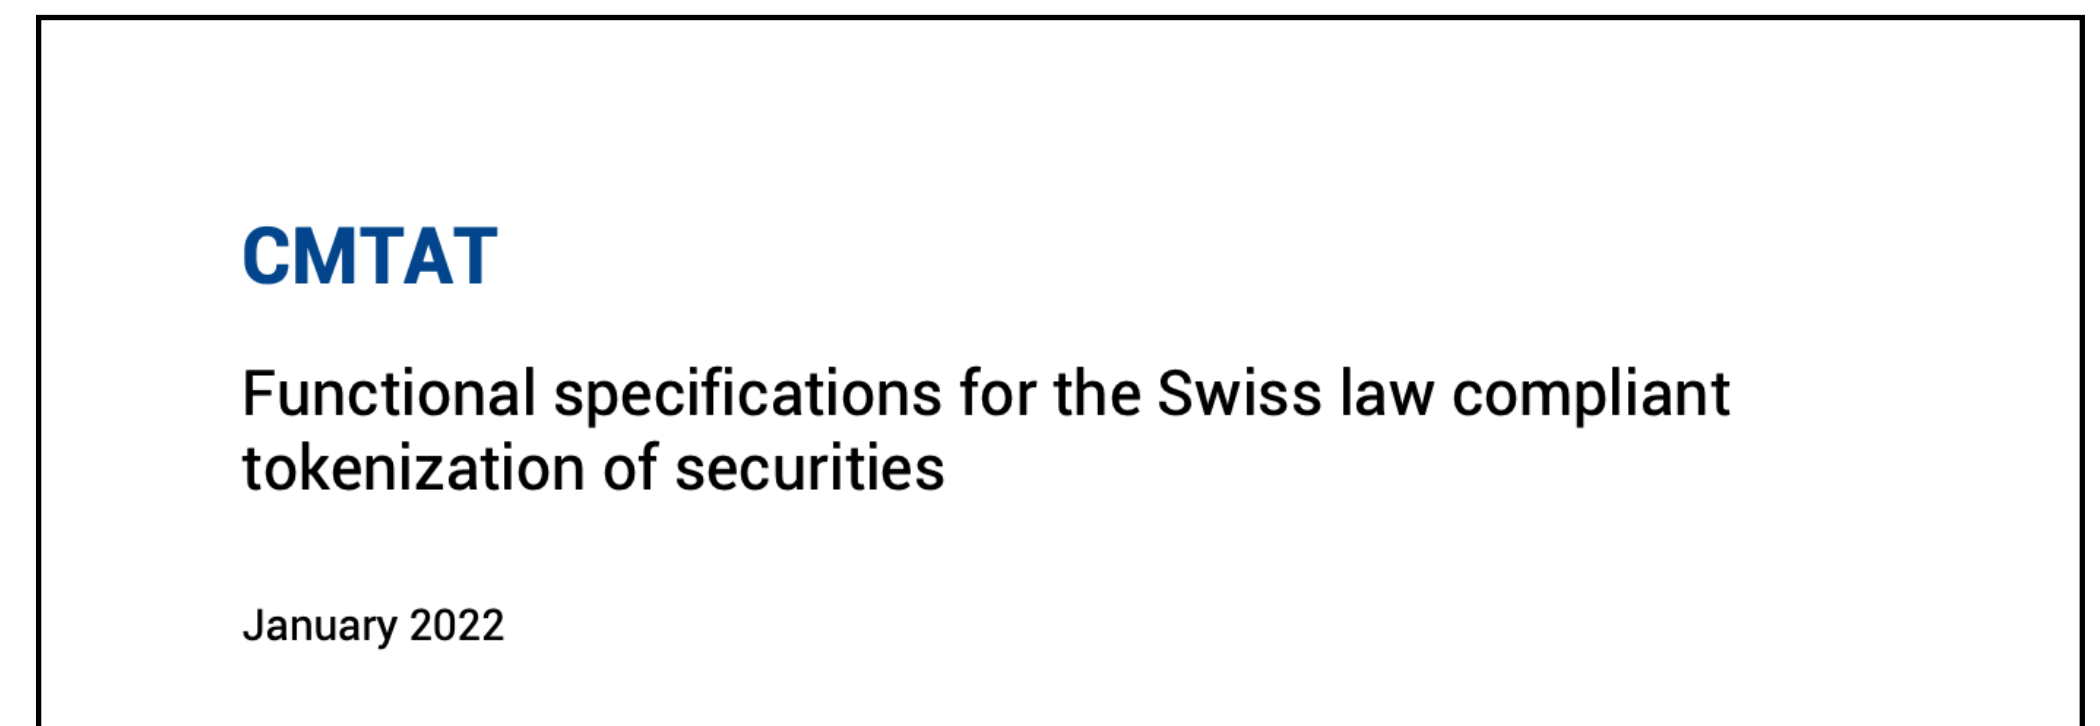 CMTAT
Functional specifications for the Swiss law compliant
tokenization of securities
January 2022